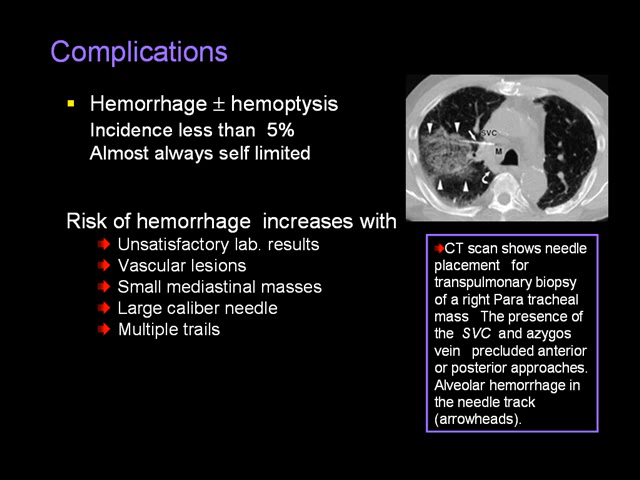 Complications
Hemorrhage ± hemoptysis
Incidence less than 5%
Almost always self limited
Risk of hemorrhage increases with
Unsatisfactory lab. results
Vascular lesions
Small mediastinal masses
Large caliber needle
Multiple trails
SVC
M
CT scan shows needle
placement for
transpulmonary biopsy
of a right Para tracheal
mass The presence of
the SVC and azygos
vein precluded anterior
or posterior approaches.
Alveolar hemorrhage in
the needle track
(arrowheads).